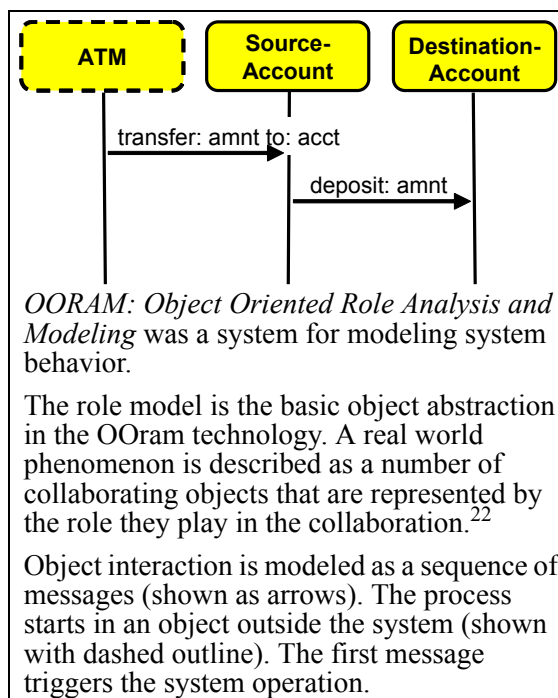 ATM
Source-
Account
Destination-
Account
transfer: amnt to: acct
deposit: amnt
OORAM: Object Oriented Role Analysis and
Modeling was a system for modeling system
behavior.
The role model is the basic object abstraction
in the OOram technology. A real world
phenomenon is described as a number of
collaborating objects that are represented by
the role they play in the collaboration.22
Object interaction is modeled as a sequence of
messages (shown as arrows). The process
starts in an object outside the system (shown
with dashed outline). The first message
triggers the system operation.